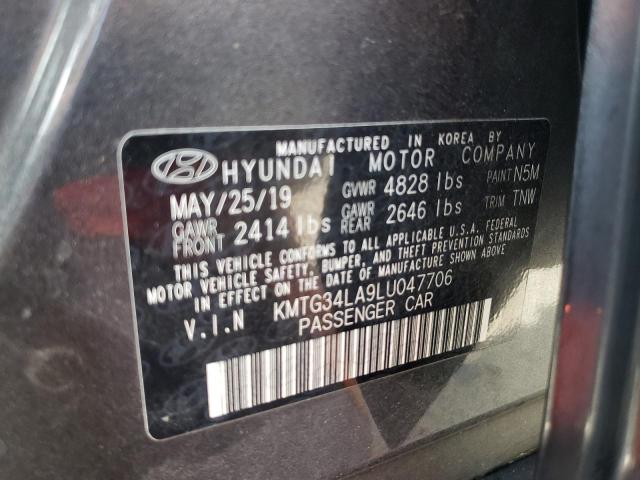 MANUFACTURED IN KOREA BY
HYUNDAI MOTOR COMPANY
MAY/25/19 GVWR 4828 lbs PAINT N5M
GAWR FRONT 2414 lbs GAWR REAR 2646 lbs TRIM TNW
THIS VEHICLE CONFORMS TO ALL APPLICABLE U.S.A. FEDERAL
MOTOR VEHICLE SAFETY, BUMPER, AND THEFT PREVENTION STANDARDS
IN EFFECT ON THE DATE OF MANUFACTURE SHOWN ABOVE.
V.I.N KMTG34LA9LU047706
PASSENGER CAR